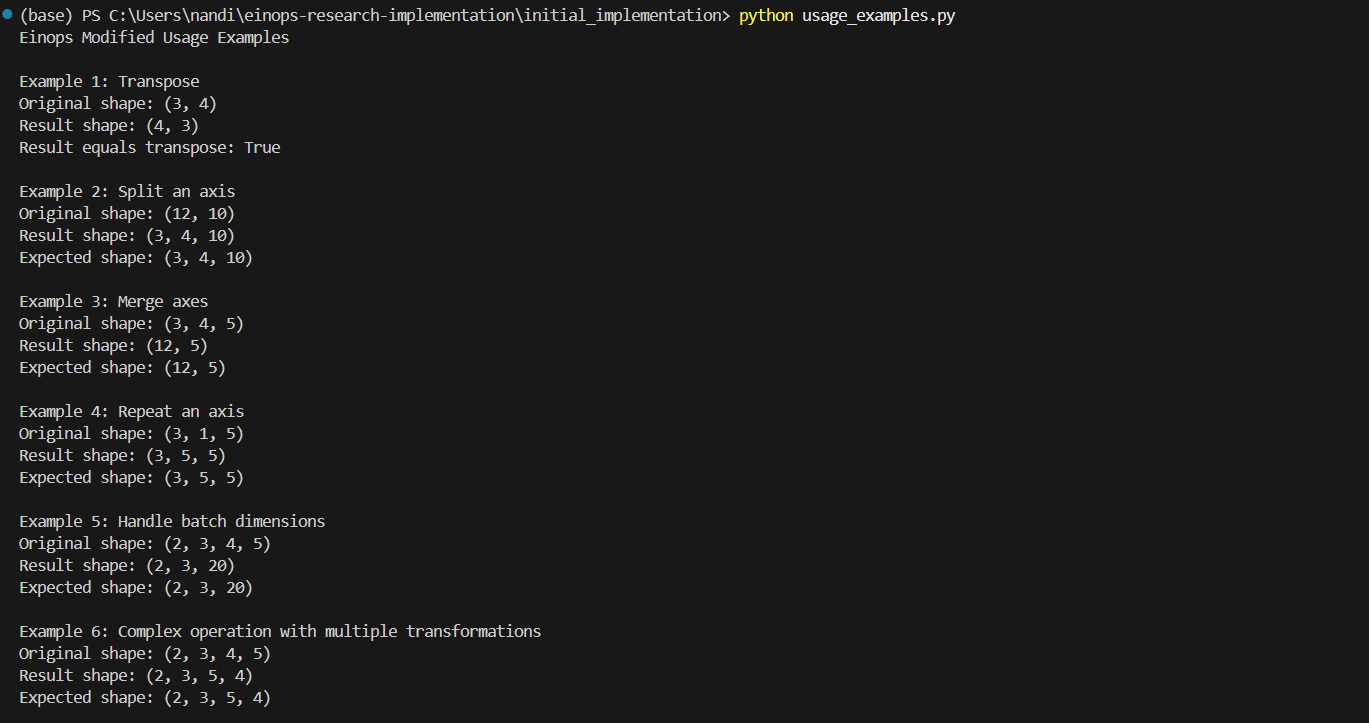 (base) PS C:\Users\nandi\einops-research-implementation\initial_implementation> python usage_examples.py
Einops Modified Usage Examples
Example 1: Transpose
Original shape: (3, 4)
Result shape: (4, 3)
Result equals transpose: True
Example 2: Split an axis
Original shape: (12, 10)
Result shape: (3, 4, 10)
Expected shape: (3, 4, 10)
Example 3: Merge axes
Original shape: (3, 4, 5)
Result shape: (12, 5)
Expected shape: (12, 5)
Example 4: Repeat an axis
Original shape: (3, 1, 5)
Result shape: (3, 5, 5)
Expected shape: (3, 5, 5)
Example 5: Handle batch dimensions
Original shape: (2, 3, 4, 5)
Result shape: (2, 3, 20)
Expected shape: (2, 3, 20)
Example 6: Complex operation with multiple transformations
Original shape: (2, 3, 4, 5)
Result shape: (2, 3, 5, 4)
Expected shape: (2, 3, 5, 4)